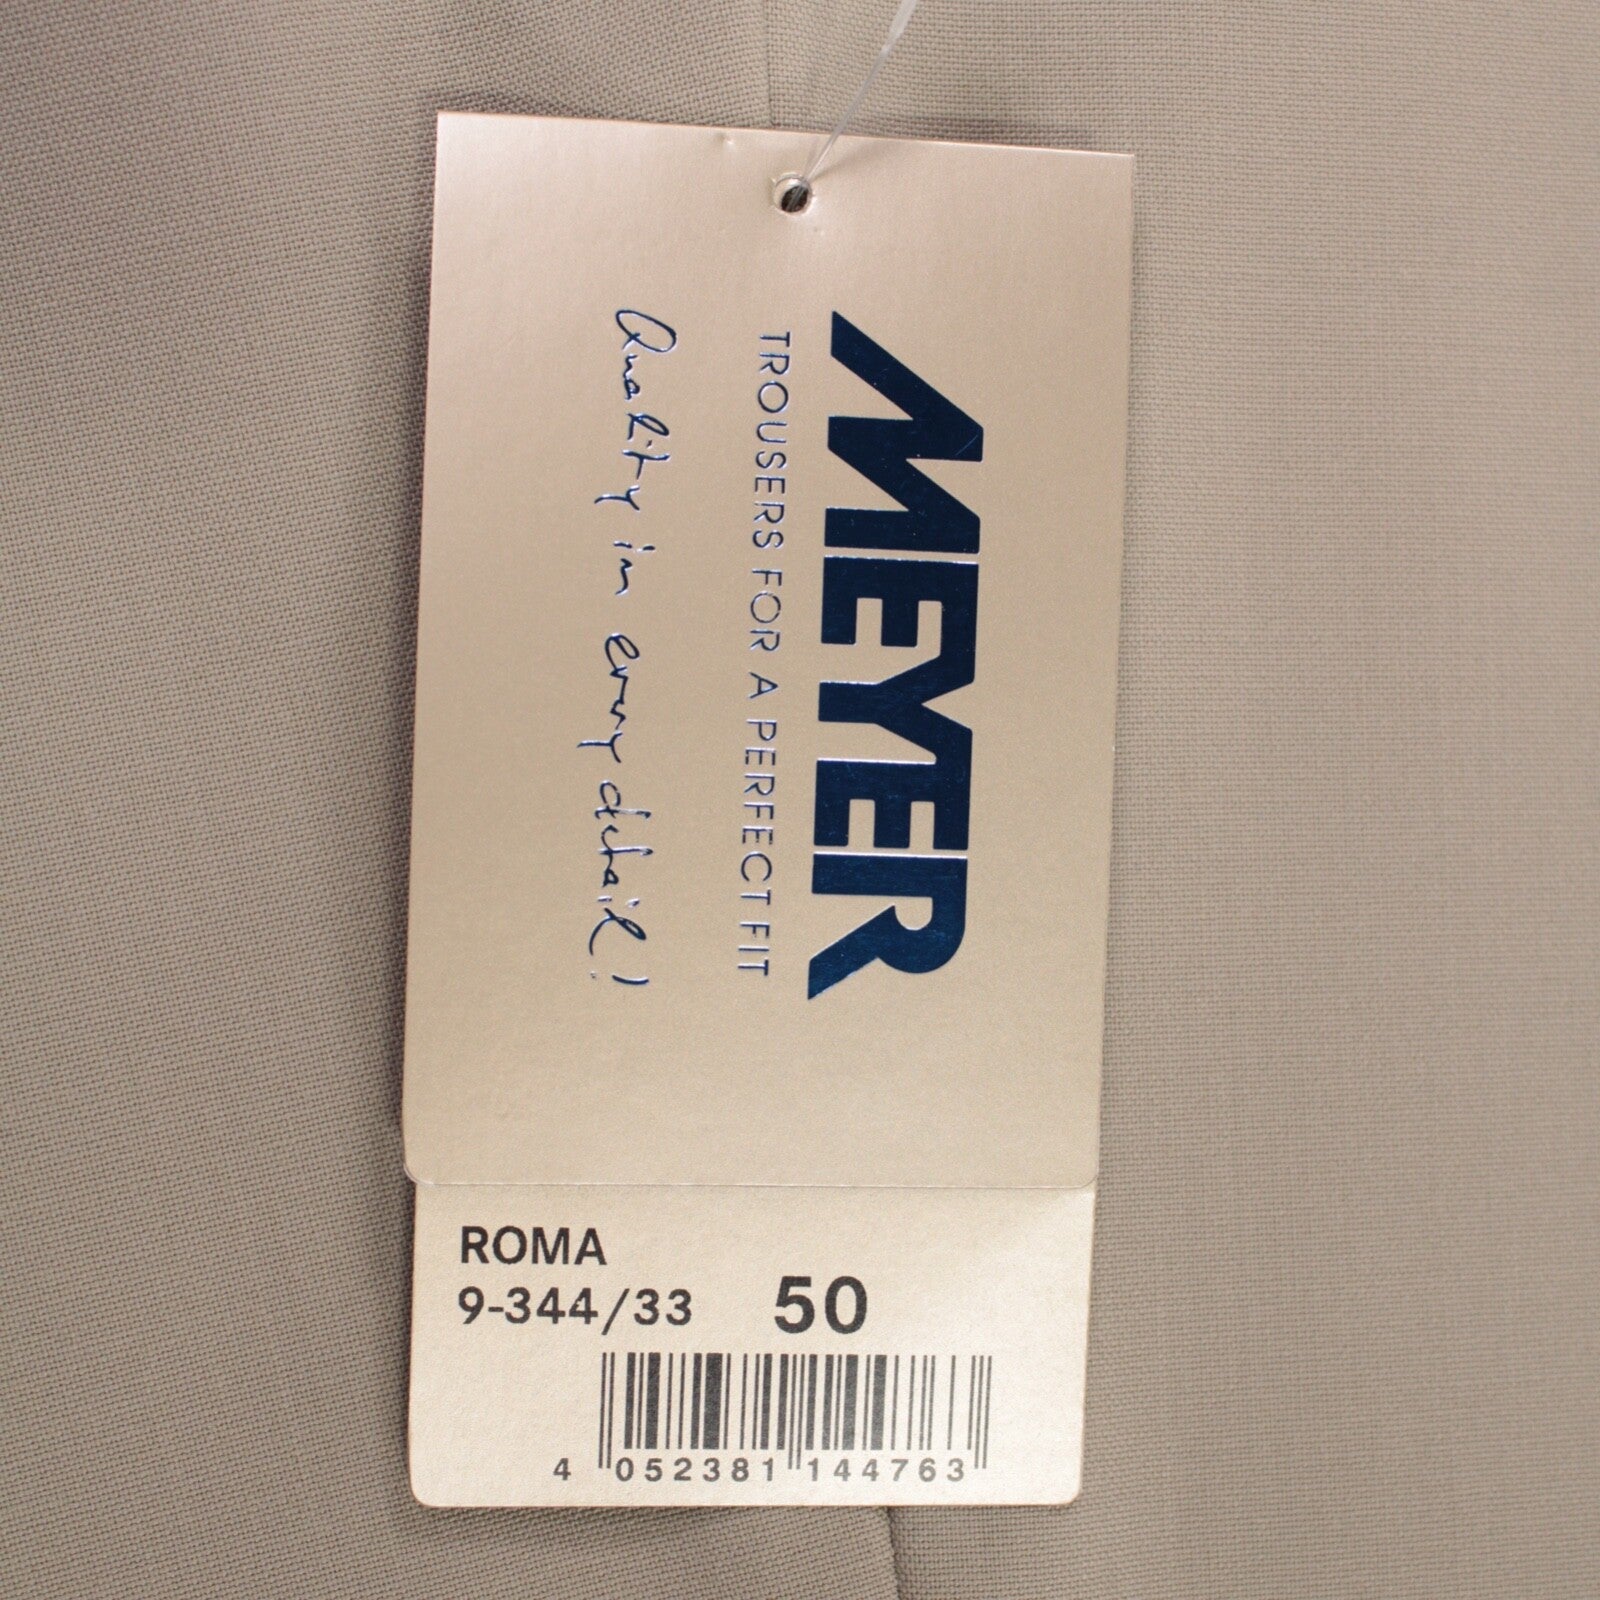 MEYER
TROUSERS FOR A PERFECT FIT
Quality in every detail!
ROMA
9-344/33 50
4 052381 144763